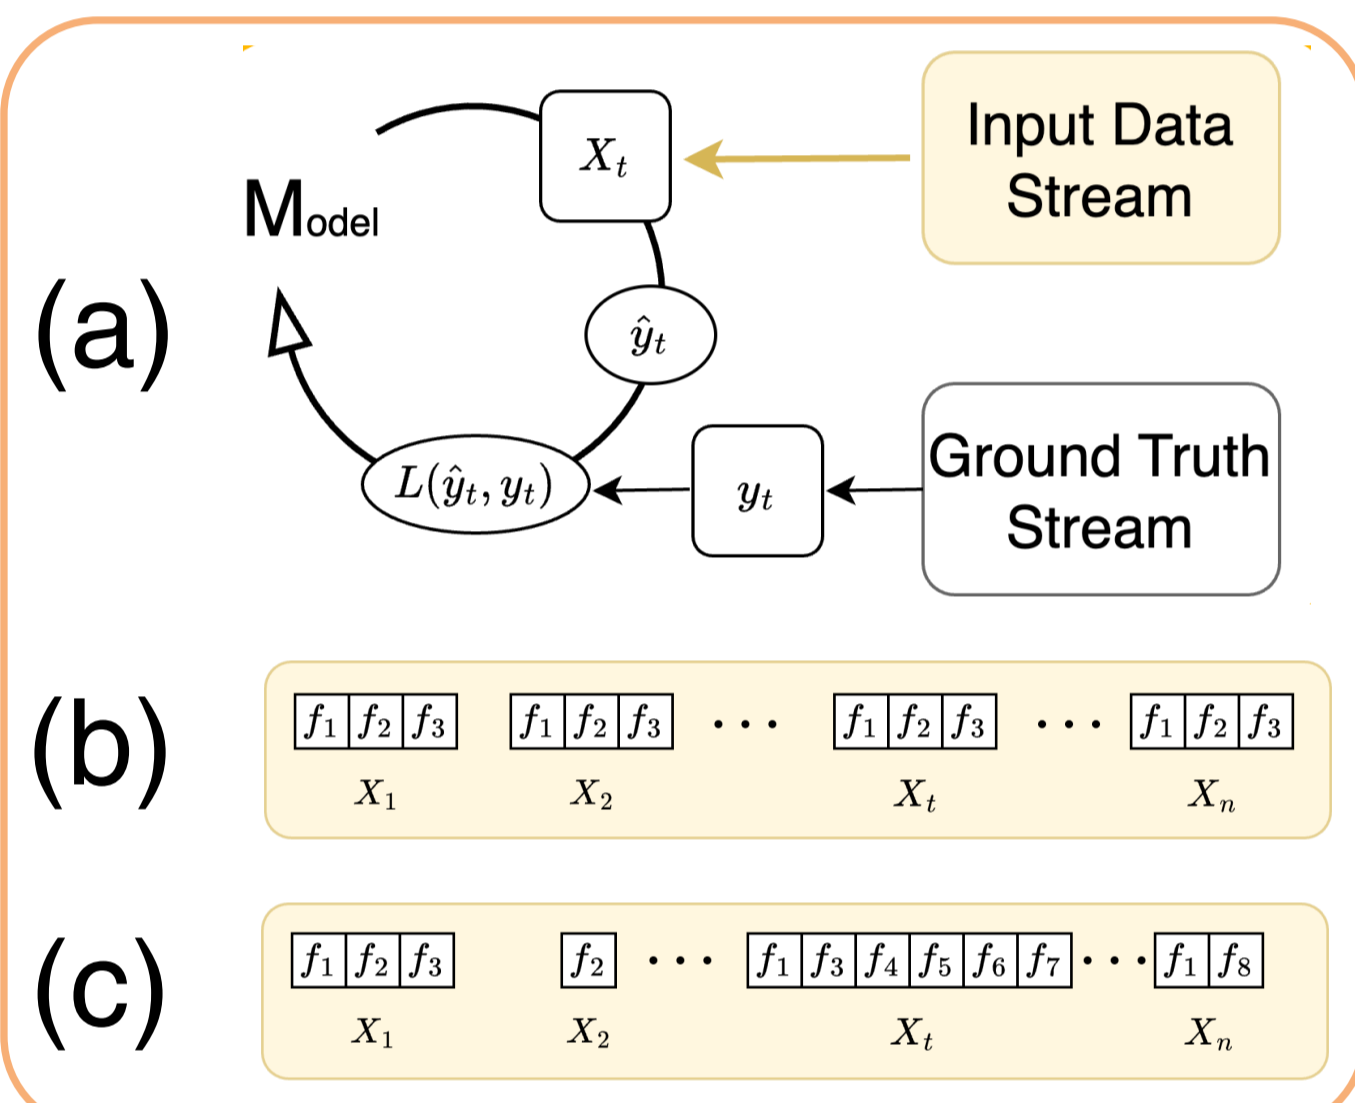 (a)
Model
X_t
Input Data
Stream
ŷ_t
L(ŷ_t, y_t)
y_t
Ground Truth
Stream
(b)
f_1 f_2 f_3 f_1 f_2 f_3 ... f_1 f_2 f_3 ... f_1 f_2 f_3
X_1 X_2 X_t X_n
(c)
f_1 f_2 f_3 f_2 ... f_1 f_3 f_4 f_5 f_6 f_7 ... f_1 f_8
X_1 X_2 X_t X_n